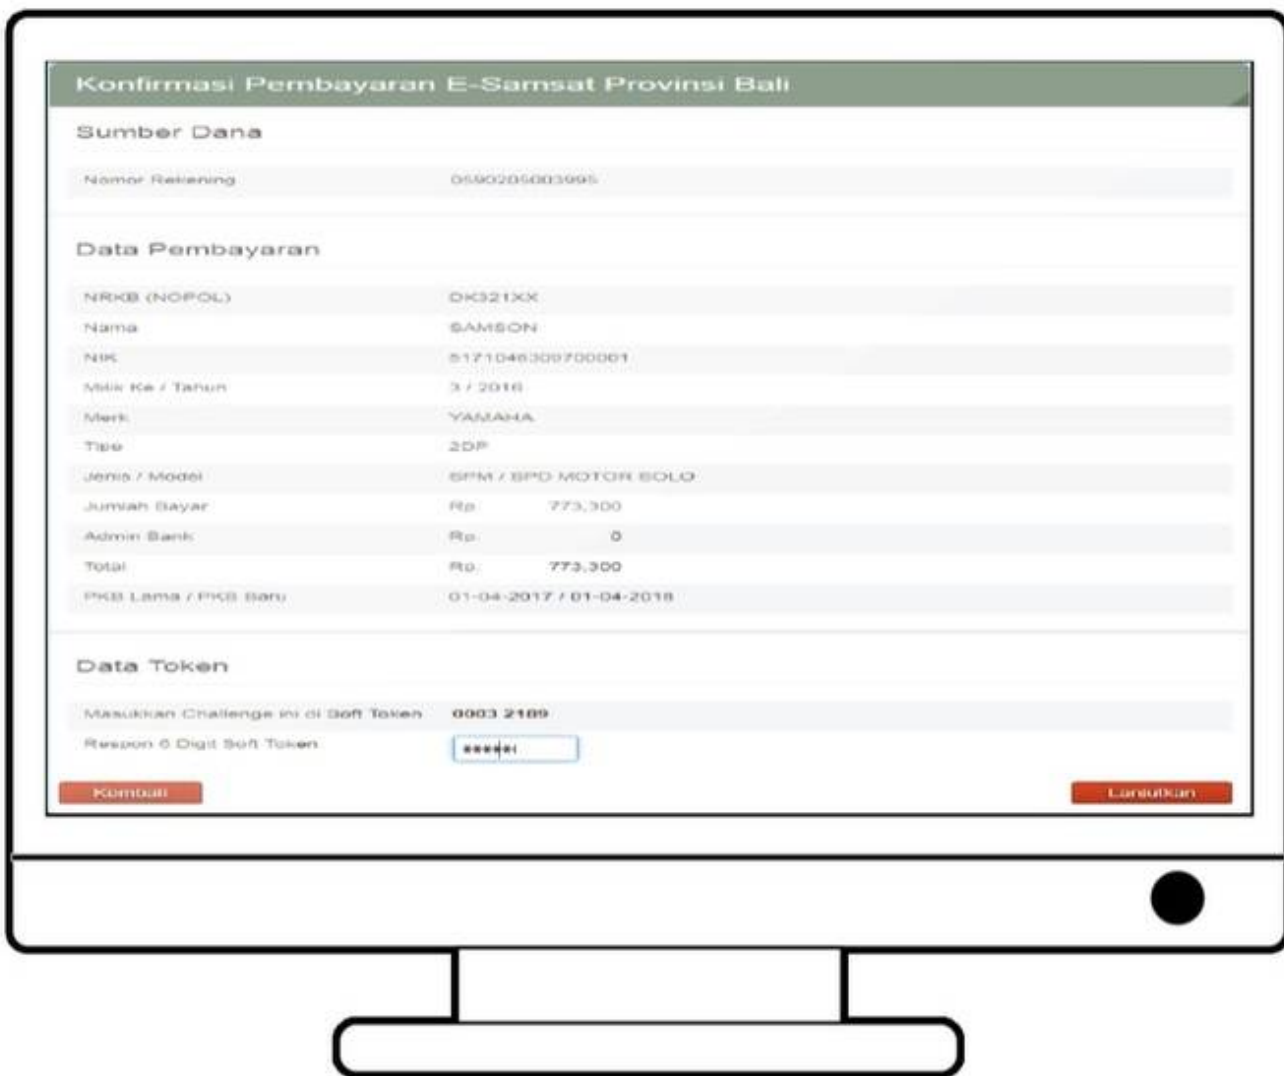 Konfirmasi Pembayaran E-Samsat Provinsi Bali
Sumber Dana
Nomor Rekening 0590205003995
Data Pembayaran
NRKB (NOPOL) DK321XX
Nama SAMSON
NIK 5171046309700001
Milik Ke / Tahun 3 / 2016
Merk YAMAHA
Tipe 2DP
Jenis / Model SPM / SPD MOTOR SOLO
Jumlah Bayar Rp. 773,300
Admin Bank Rp. 0
Total Rp. 773,300
PKB Lama / PKB Baru 01-04-2017 / 01-04-2018
Data Token
Masukkan Challenge ini di Soft Token 0003 2189
Respon 6 Digit Soft Token
Kembali Lanjutkan